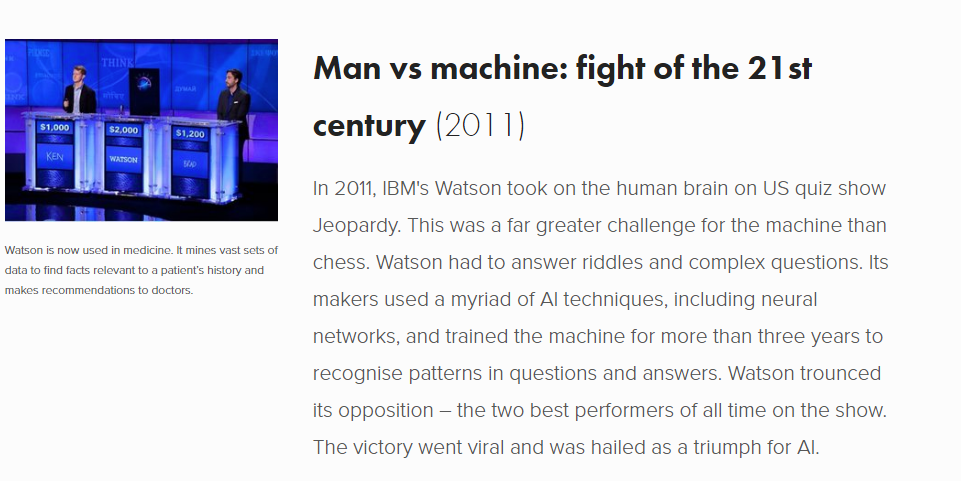 THINK
$1,000
$2,000
$1,200
KEN
WATSON
Man vs machine: fight of the 21st
century (2011)
In 2011, IBM's Watson took on the human brain on US quiz show
Jeopardy. This was a far greater challenge for the machine than
chess. Watson had to answer riddles and complex questions. Its
makers used a myriad of AI techniques, including neural
networks, and trained the machine for more than three years to
recognise patterns in questions and answers. Watson trounced
its opposition – the two best performers of all time on the show.
The victory went viral and was hailed as a triumph for AI.
Watson is now used in medicine. It mines vast sets of
data to find facts relevant to a patient's history and
makes recommendations to doctors.